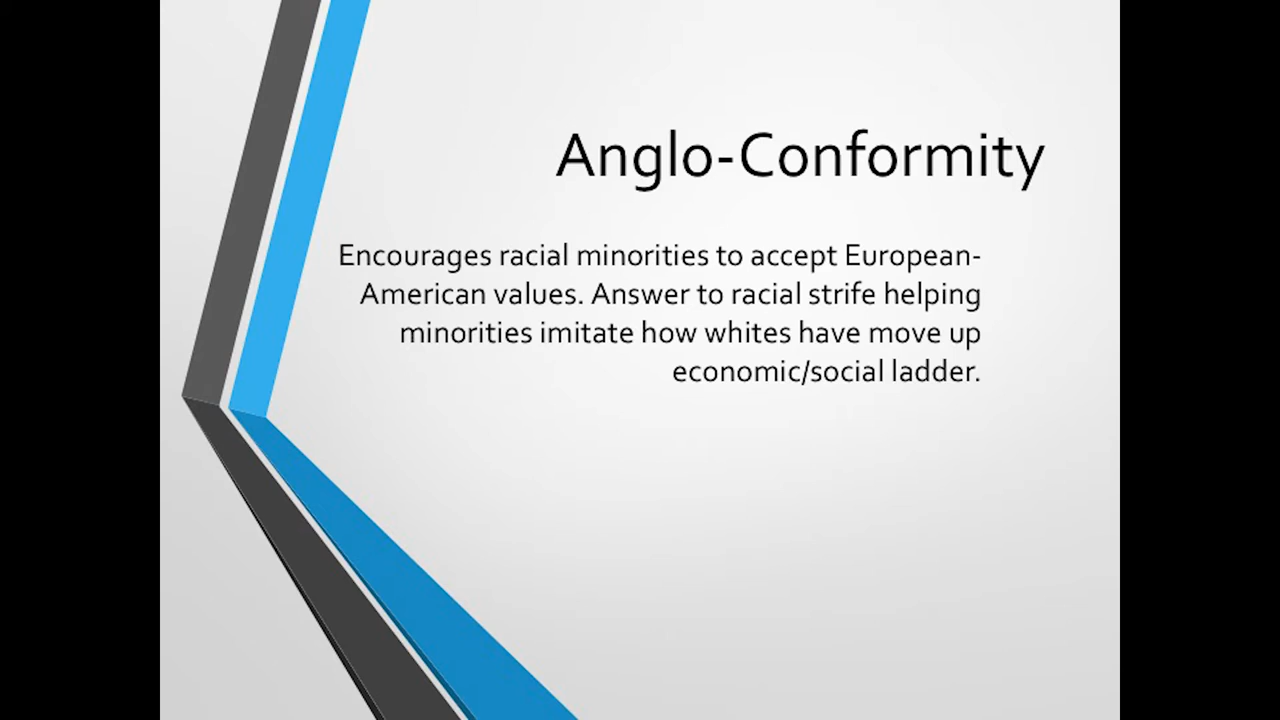 Anglo-Conformity
Encourages racial minorities to accept European-
American values. Answer to racial strife helping
minorities imitate how whites have move up
economic/social ladder.